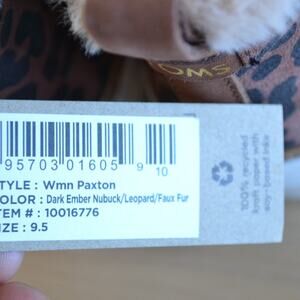 OMS
95703 01605 9 10
STYLE : Wmn Paxton
COLOR : Dark Ember Nubuck/Leopard/Faux Fur
ITEM # : 10016776
SIZE : 9.5
100% recycled
kraft paper with
soy-based inks